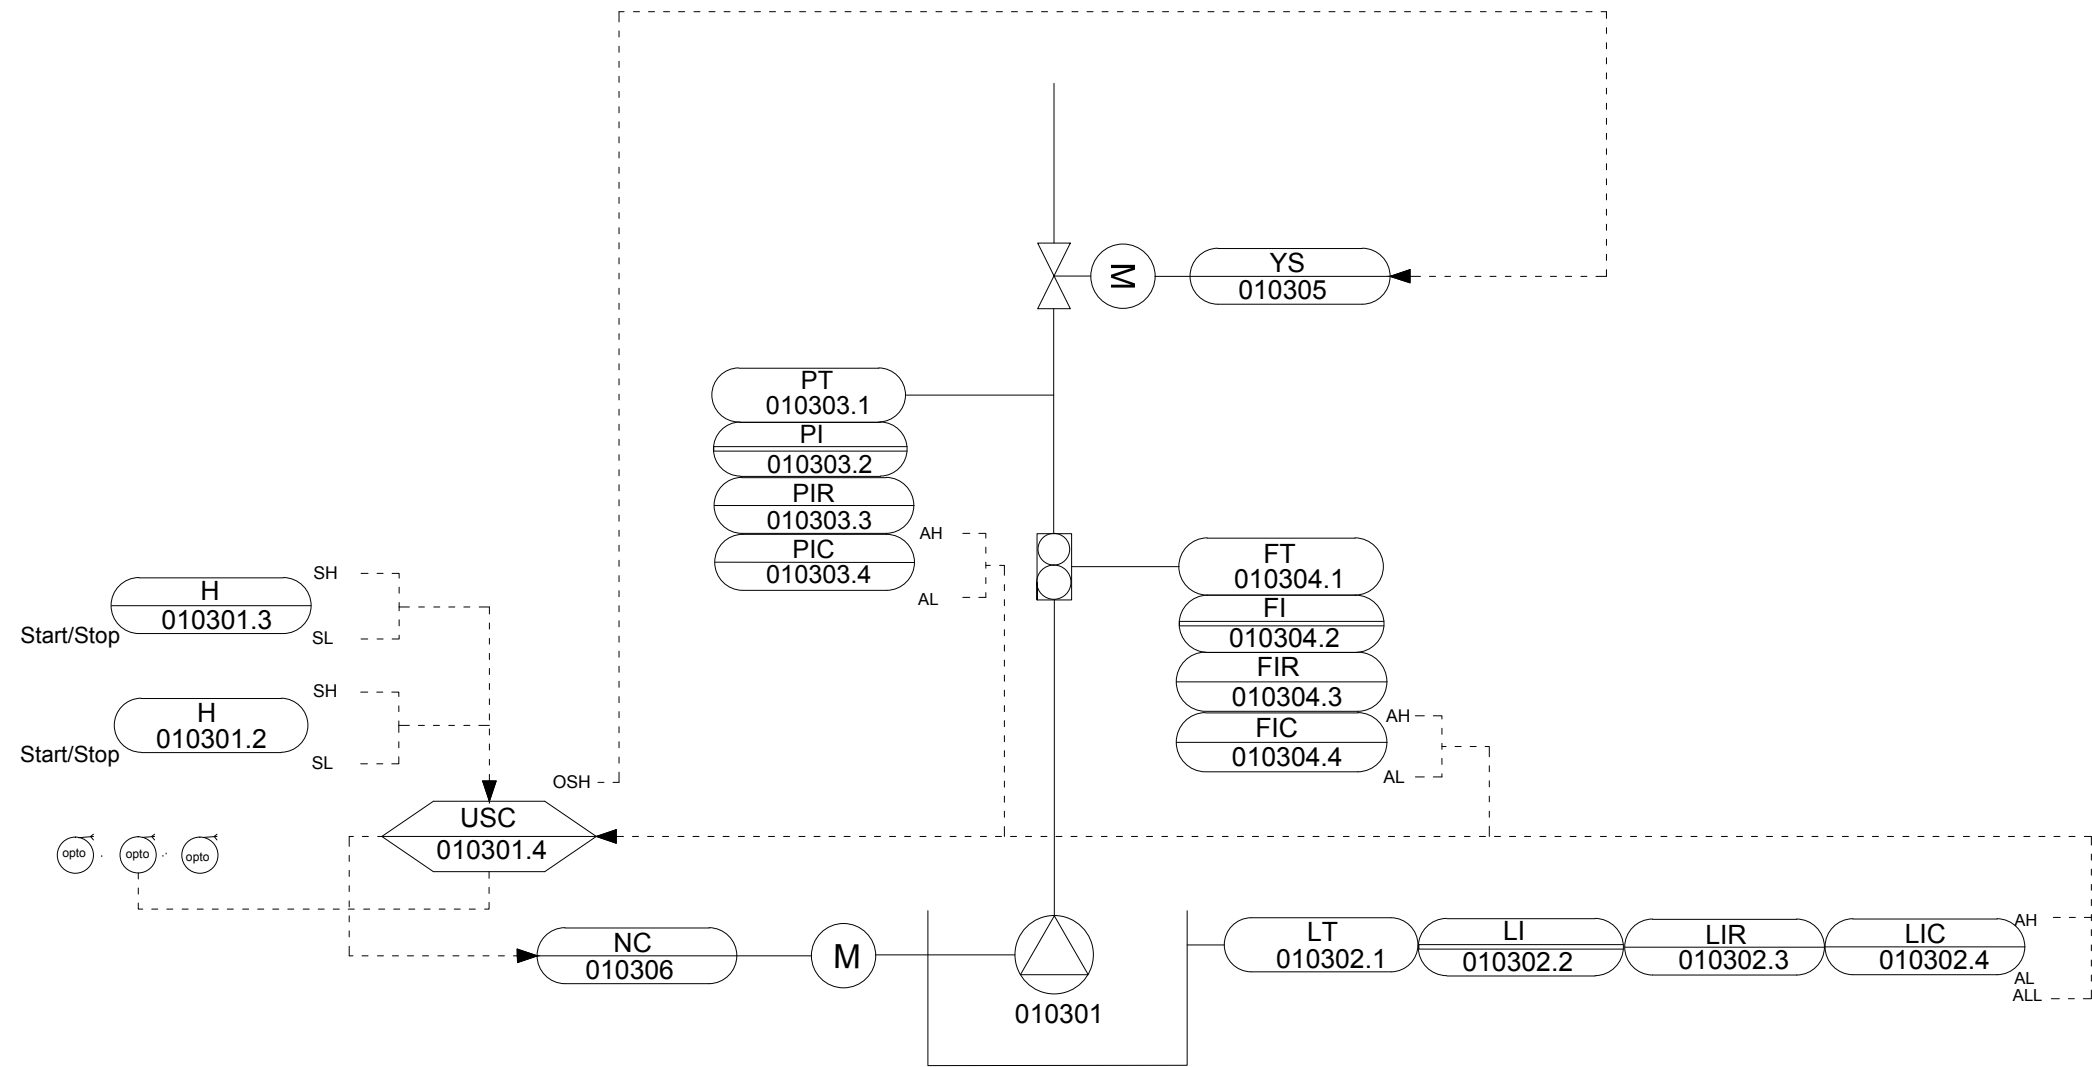 YS
010305
M
PT
010303.1
PI
010303.2
PIR
010303.3
PIC
010303.4
AH
AL
FT
010304.1
FI
010304.2
FIR
010304.3
FIC
010304.4
AH
AL
H
010301.3
Start/Stop
SH
SL
H
010301.2
Start/Stop
SH
SL
OSH
USC
010301.4
opto
opto
opto
NC
010306
M
010301
LT
010302.1
LI
010302.2
LIR
010302.3
LIC
010302.4
AH
AL
ALL